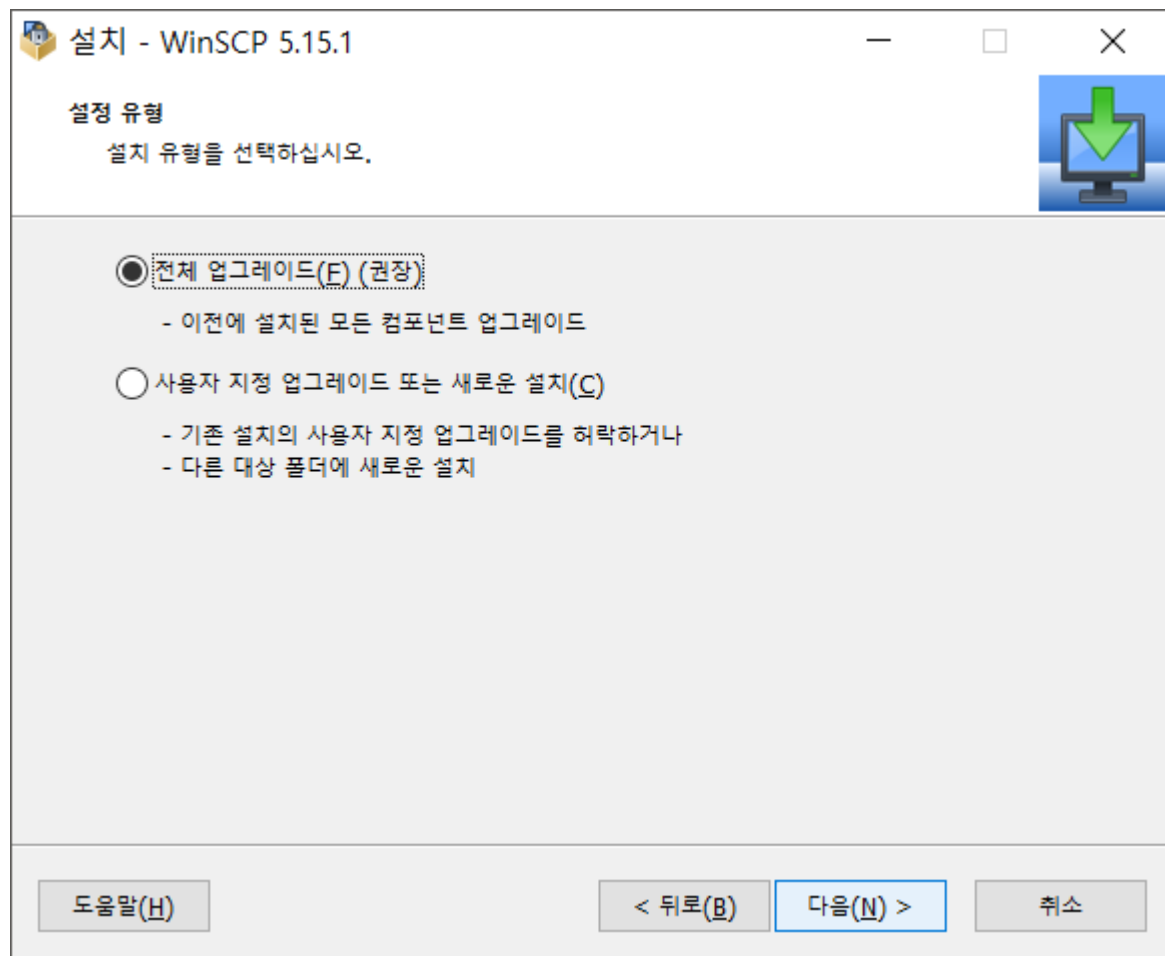 설치 - WinSCP 5.15.1
설정 유형
설치 유형을 선택하십시오.
전체 업그레이드(F) (권장)
- 이전에 설치된 모든 컴포넌트 업그레이드
사용자 지정 업그레이드 또는 새로운 설치(C)
- 기존 설치의 사용자 지정 업그레이드를 허락하거나
- 다른 대상 폴더에 새로운 설치
도움말(H)
< 뒤로(B)
다음(N) >
취소